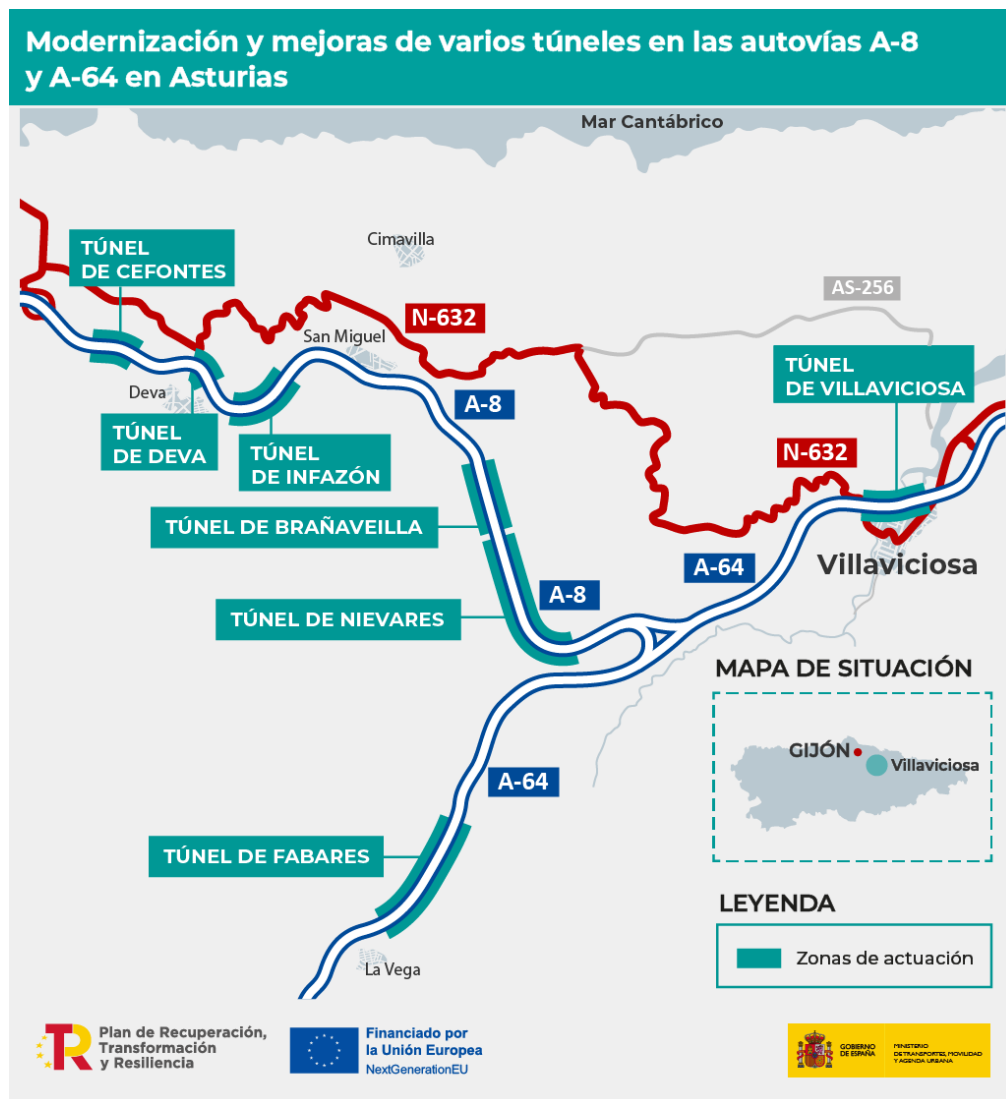 Modernización y mejoras de varios túneles en las autovías A-8
y A-64 en Asturias
Mar Cantábrico
TÚNEL
DE CEFONTES
Cimavilla
AS-256
N-632
San Miguel
TÚNEL
DE VILLAVICIOSA
Deva
A-8
TÚNEL
DE DEVA
TÚNEL
DE INFAZÓN
N-632
TÚNEL DE BRAÑAVEILLA
Villaviciosa
A-64
A-8
TÚNEL DE NIEVARES
MAPA DE SITUACIÓN
GIJÓN
Villaviciosa
A-64
TÚNEL DE FABARES
LEYENDA
Zonas de actuación
La Vega
Plan de Recuperación,
Transformación
y Resiliencia
Financiado por
la Unión Europea
NextGenerationEU
GOBIERNO
DE ESPAÑA
MINISTERIO
DE TRANSPORTES, MOVILIDAD
Y AGENDA URBANA